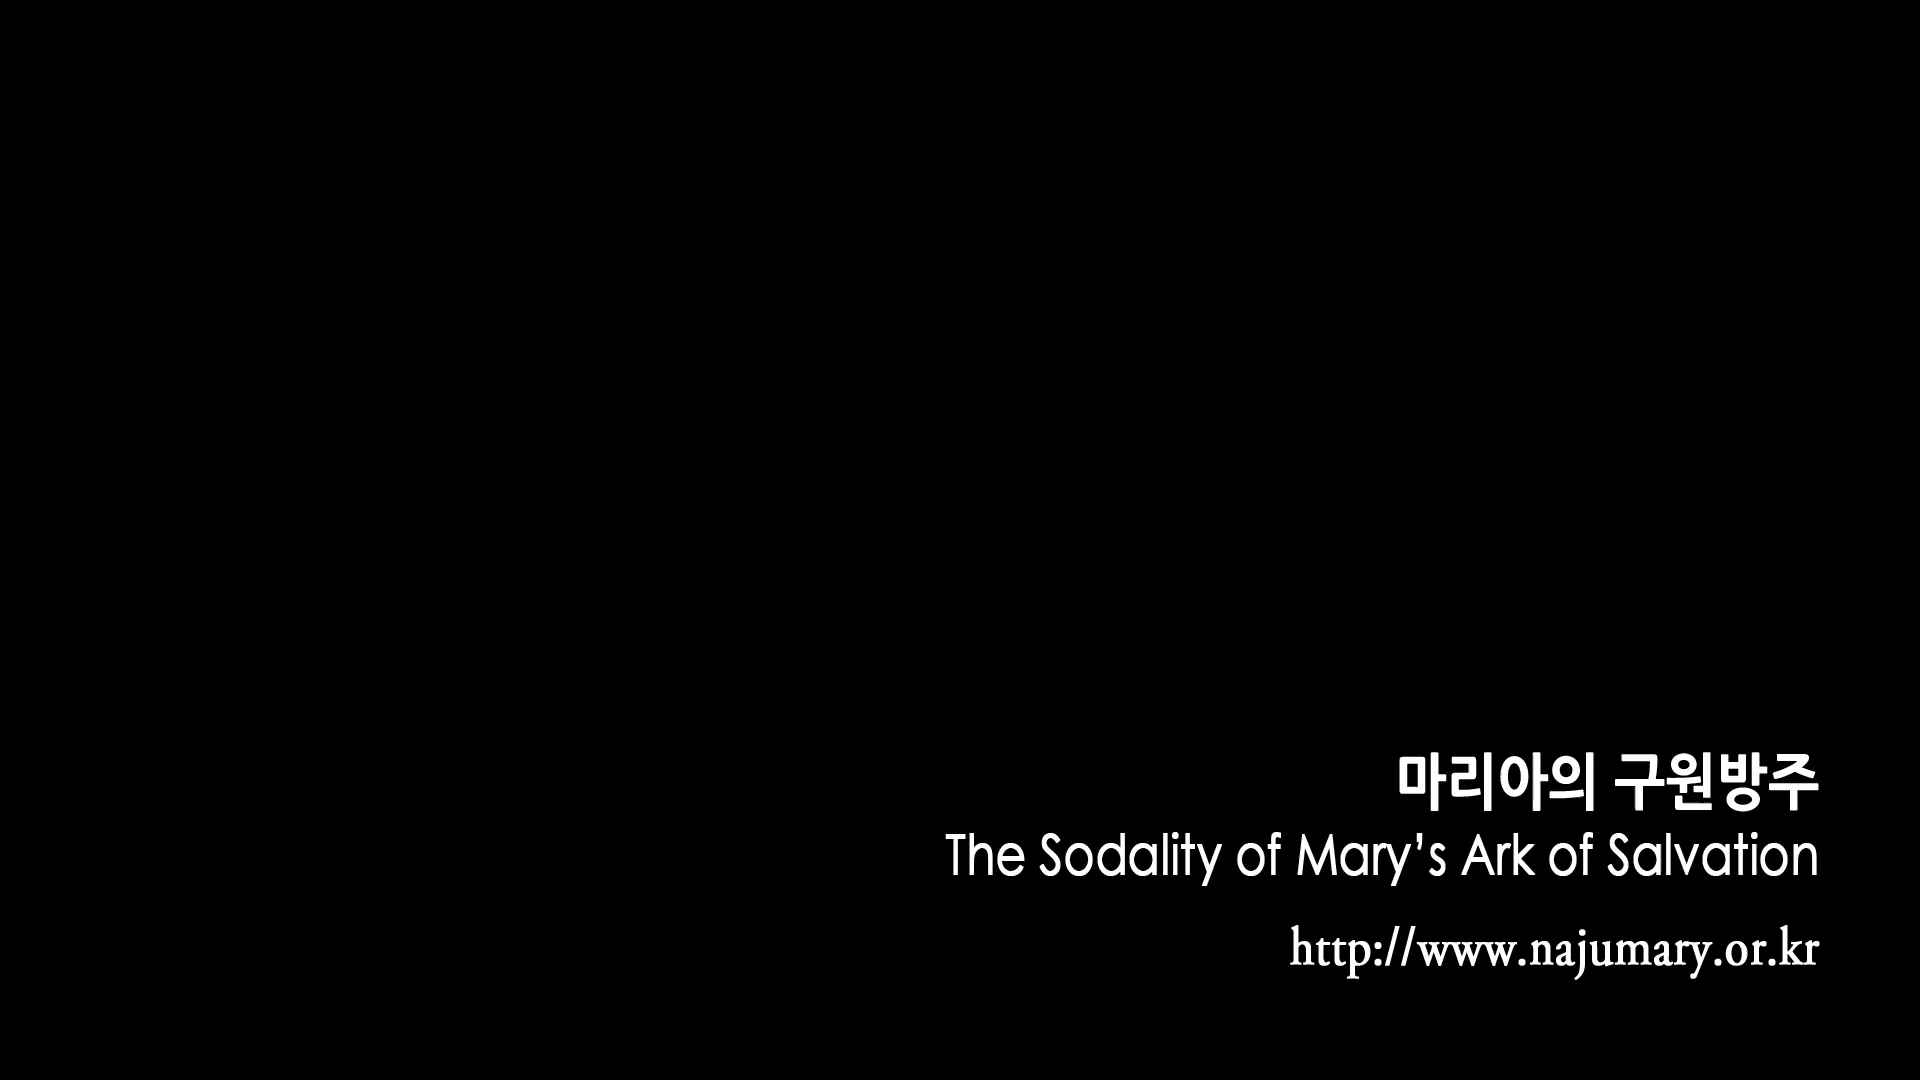 마리아의 구원방주
The Sodality of Mary’s Ark of Salvation
http://www.najumary.or.kr